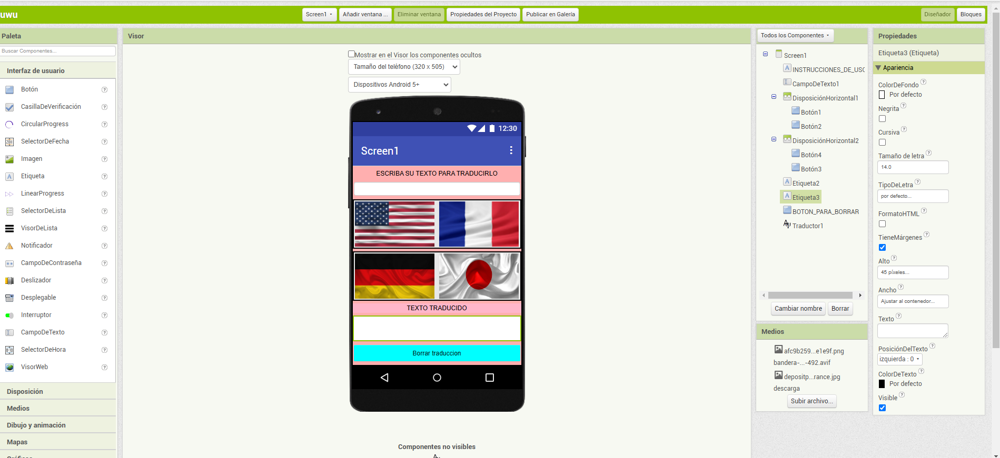 uwu
Screen1
Añadir ventana ...
Eliminar ventana
Propiedades del Proyecto
Publicar en Galería
Diseñador
Bloques
Paleta
Buscar Componentes...
Interfaz de usuario
Botón
CasillaDeVerificación
CircularProgress
SelectorDeFecha
Imagen
Etiqueta
LinearProgress
SelectorDeLista
VisorDeLista
Notificador
CampoDeContraseña
Deslizador
Desplegable
Interruptor
CampoDeTexto
SelectorDeHora
VisorWeb
Disposición
Medios
Dibujo y animación
Mapas
Visor
Mostrar en el Visor los componentes ocultos
Tamaño del teléfono (320 x 505)
Dispositivos Android 5+
12:30
Screen1
ESCRIBA SU TEXTO PARA TRADUCIRLO
TEXTO TRADUCIDO
Borrar traduccion
Componentes no visibles
Todos los Componentes
Screen1
INSTRUCCIONES_DE_USO
CampoDeTexto1
DisposiciónHorizontal1
Botón1
Botón2
DisposiciónHorizontal2
Botón4
Botón3
Etiqueta2
Etiqueta3
BOTON_PARA_BORRAR
Traductor1
Cambiar nombre
Borrar
Medios
afc9b259...e1e9f.png
bandera-...-492.avif
depositp...rance.jpg
descarga
Subir archivo...
Propiedades
Etiqueta3 (Etiqueta)
Apariencia
ColorDeFondo
Por defecto
Negrita
Cursiva
Tamaño de letra
14.0
TipoDeLetra
por defecto...
FormatoHTML
TieneMárgenes
Alto
45 píxeles...
Ancho
Ajustar al contenedor...
Texto
PosiciónDelTexto
izquierda : 0
ColorDeTexto
Por defecto
Visible